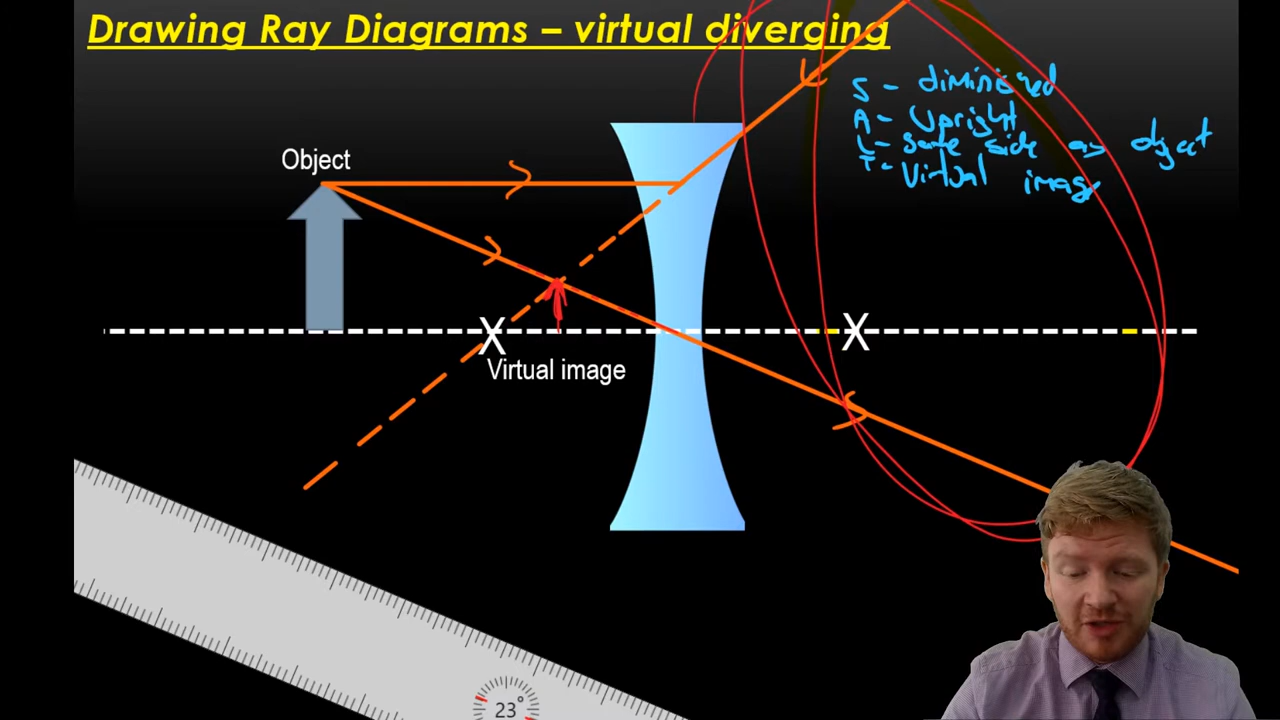 Drawing Ray Diagrams – virtual diverging
S - diminished
Object
A - Upright
L - same side as object
T - Virtual image
X X
Virtual image
23°